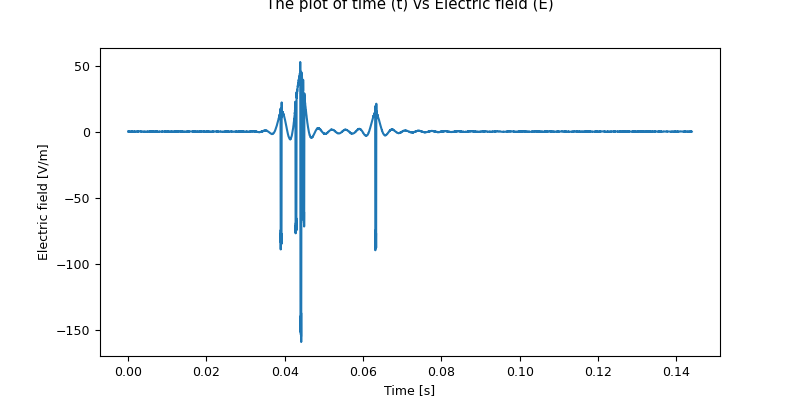 The plot of time (t) vs Electric field (E)
50
0
−50
−100
−150
Electric field [V/m]
0.00 0.02 0.04 0.06 0.08 0.10 0.12 0.14
Time [s]